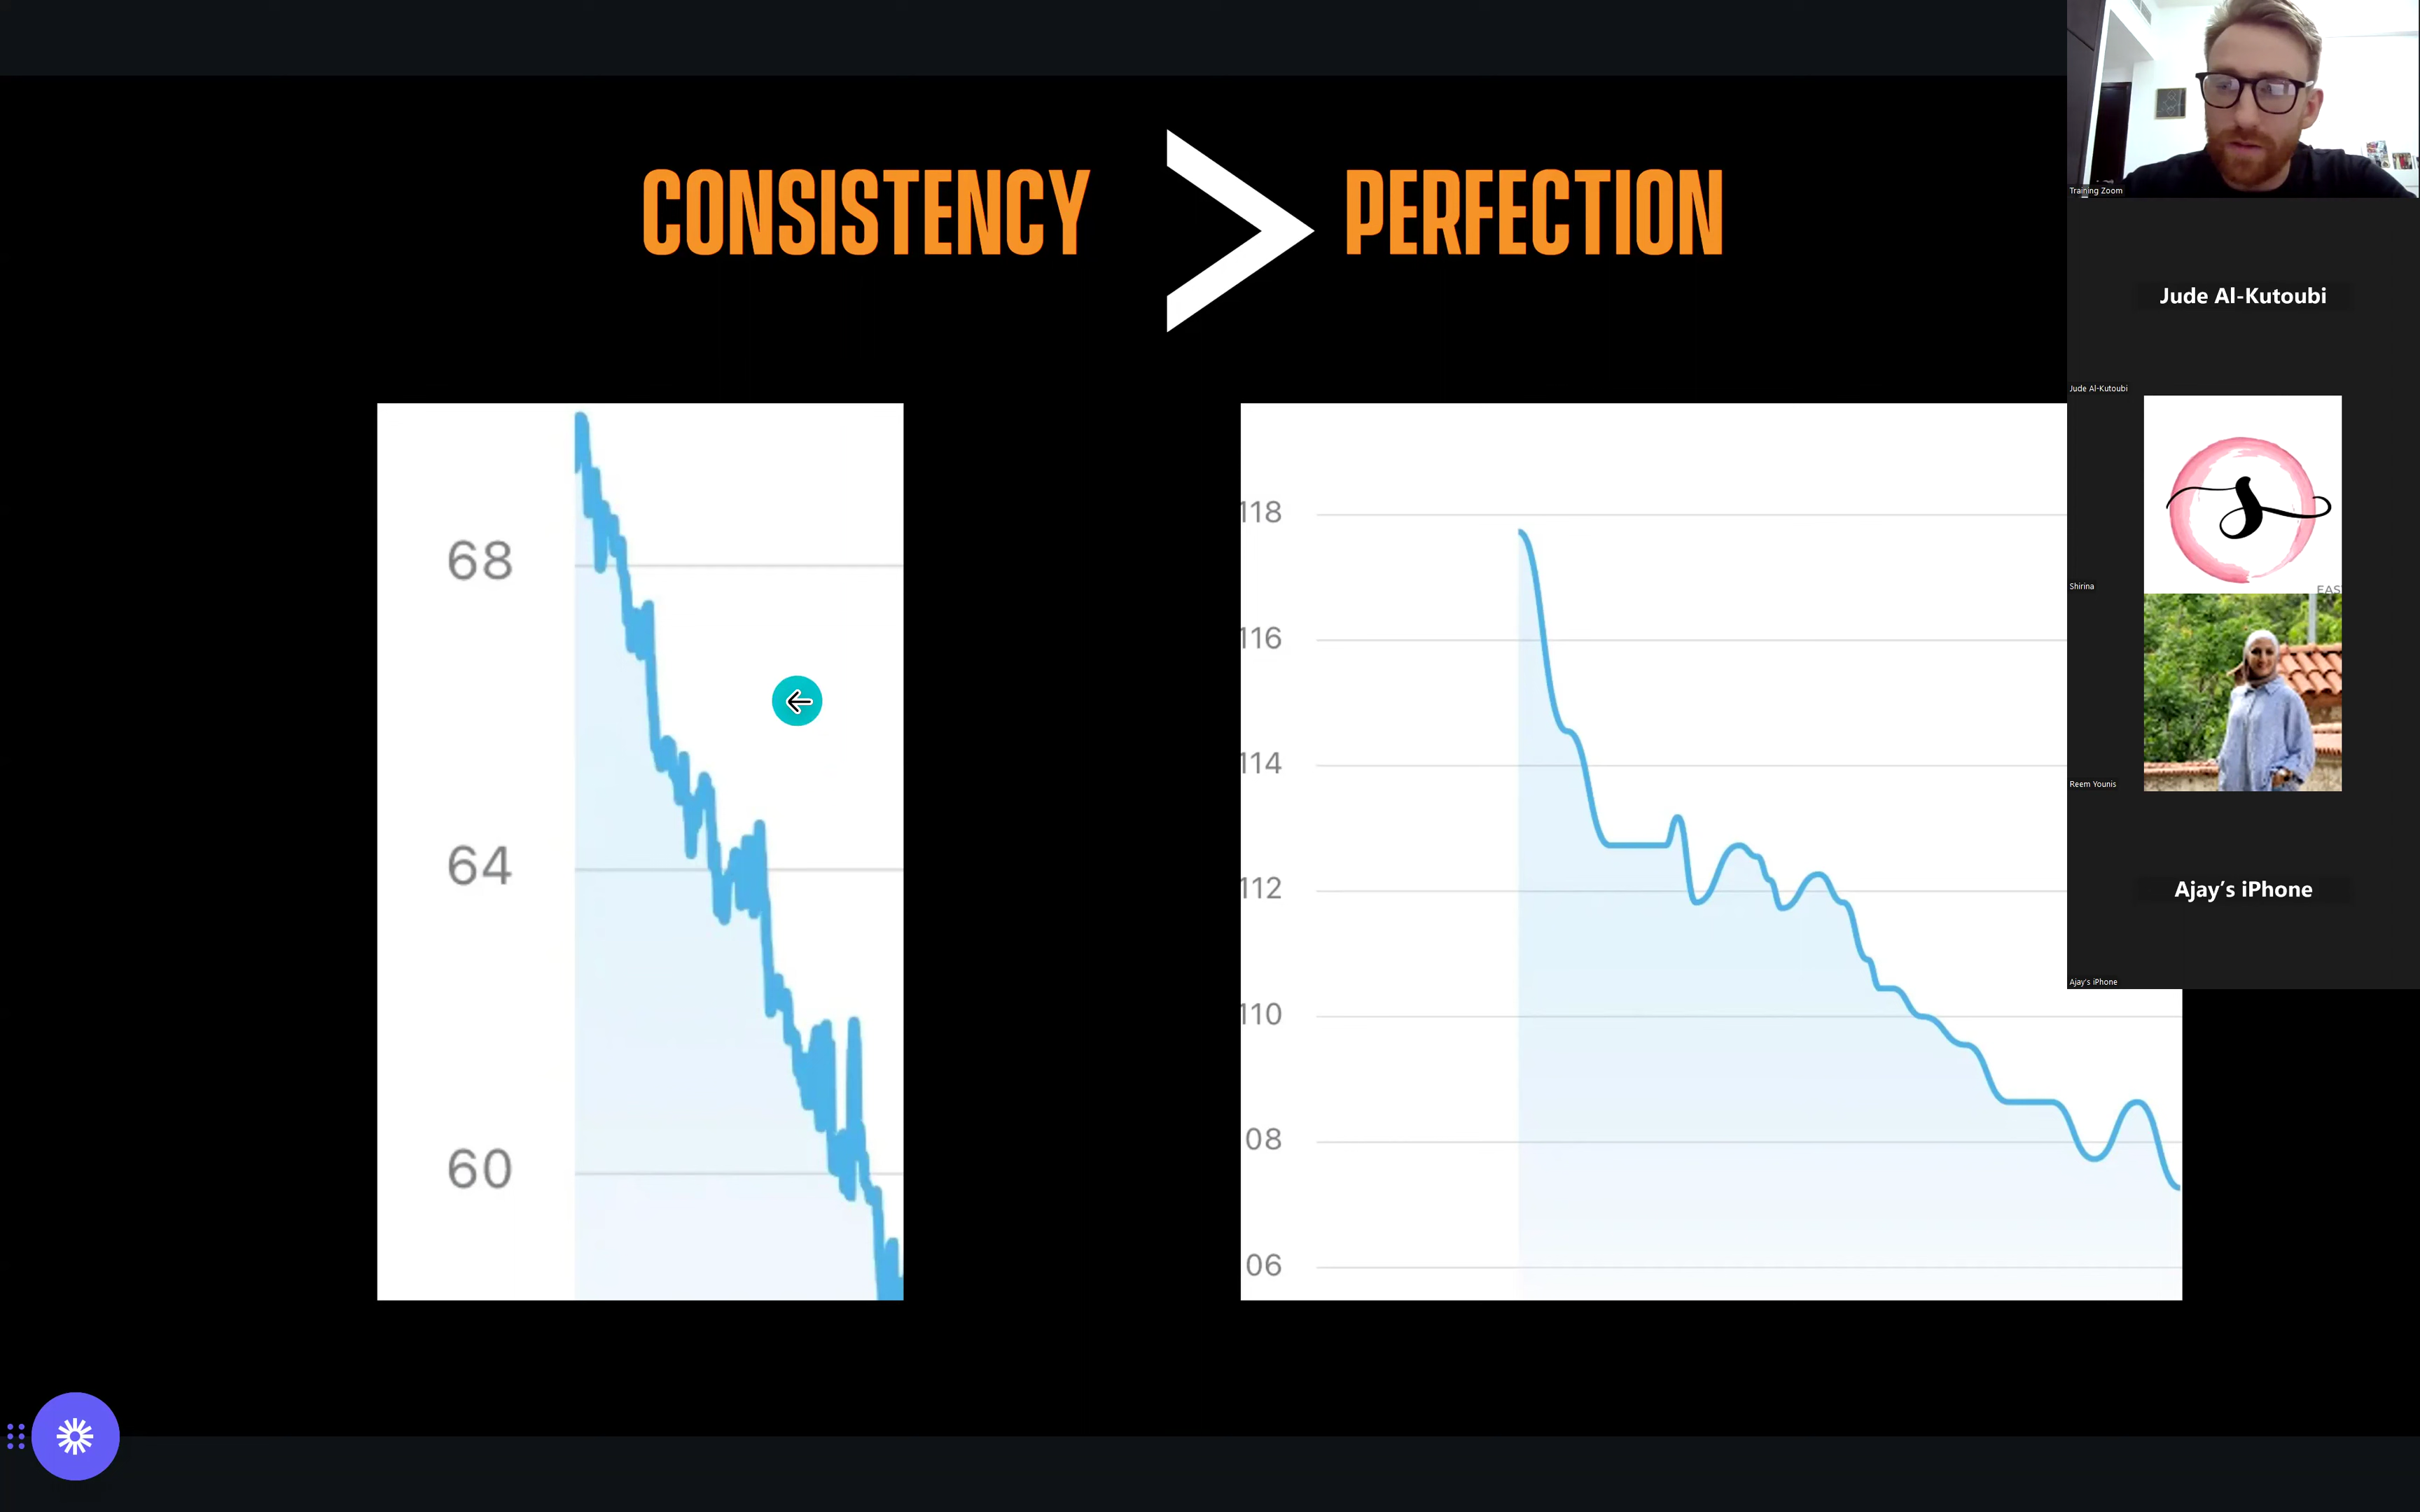 CONSISTENCY > PERFECTION
68
64
60
118
116
114
112
110
08
06
Training Zoom
Jude Al-Kutoubi
Jude Al-Kutoubi
EAS
Shirina
Reem Younis
Ajay's iPhone
Ajay's iPhone